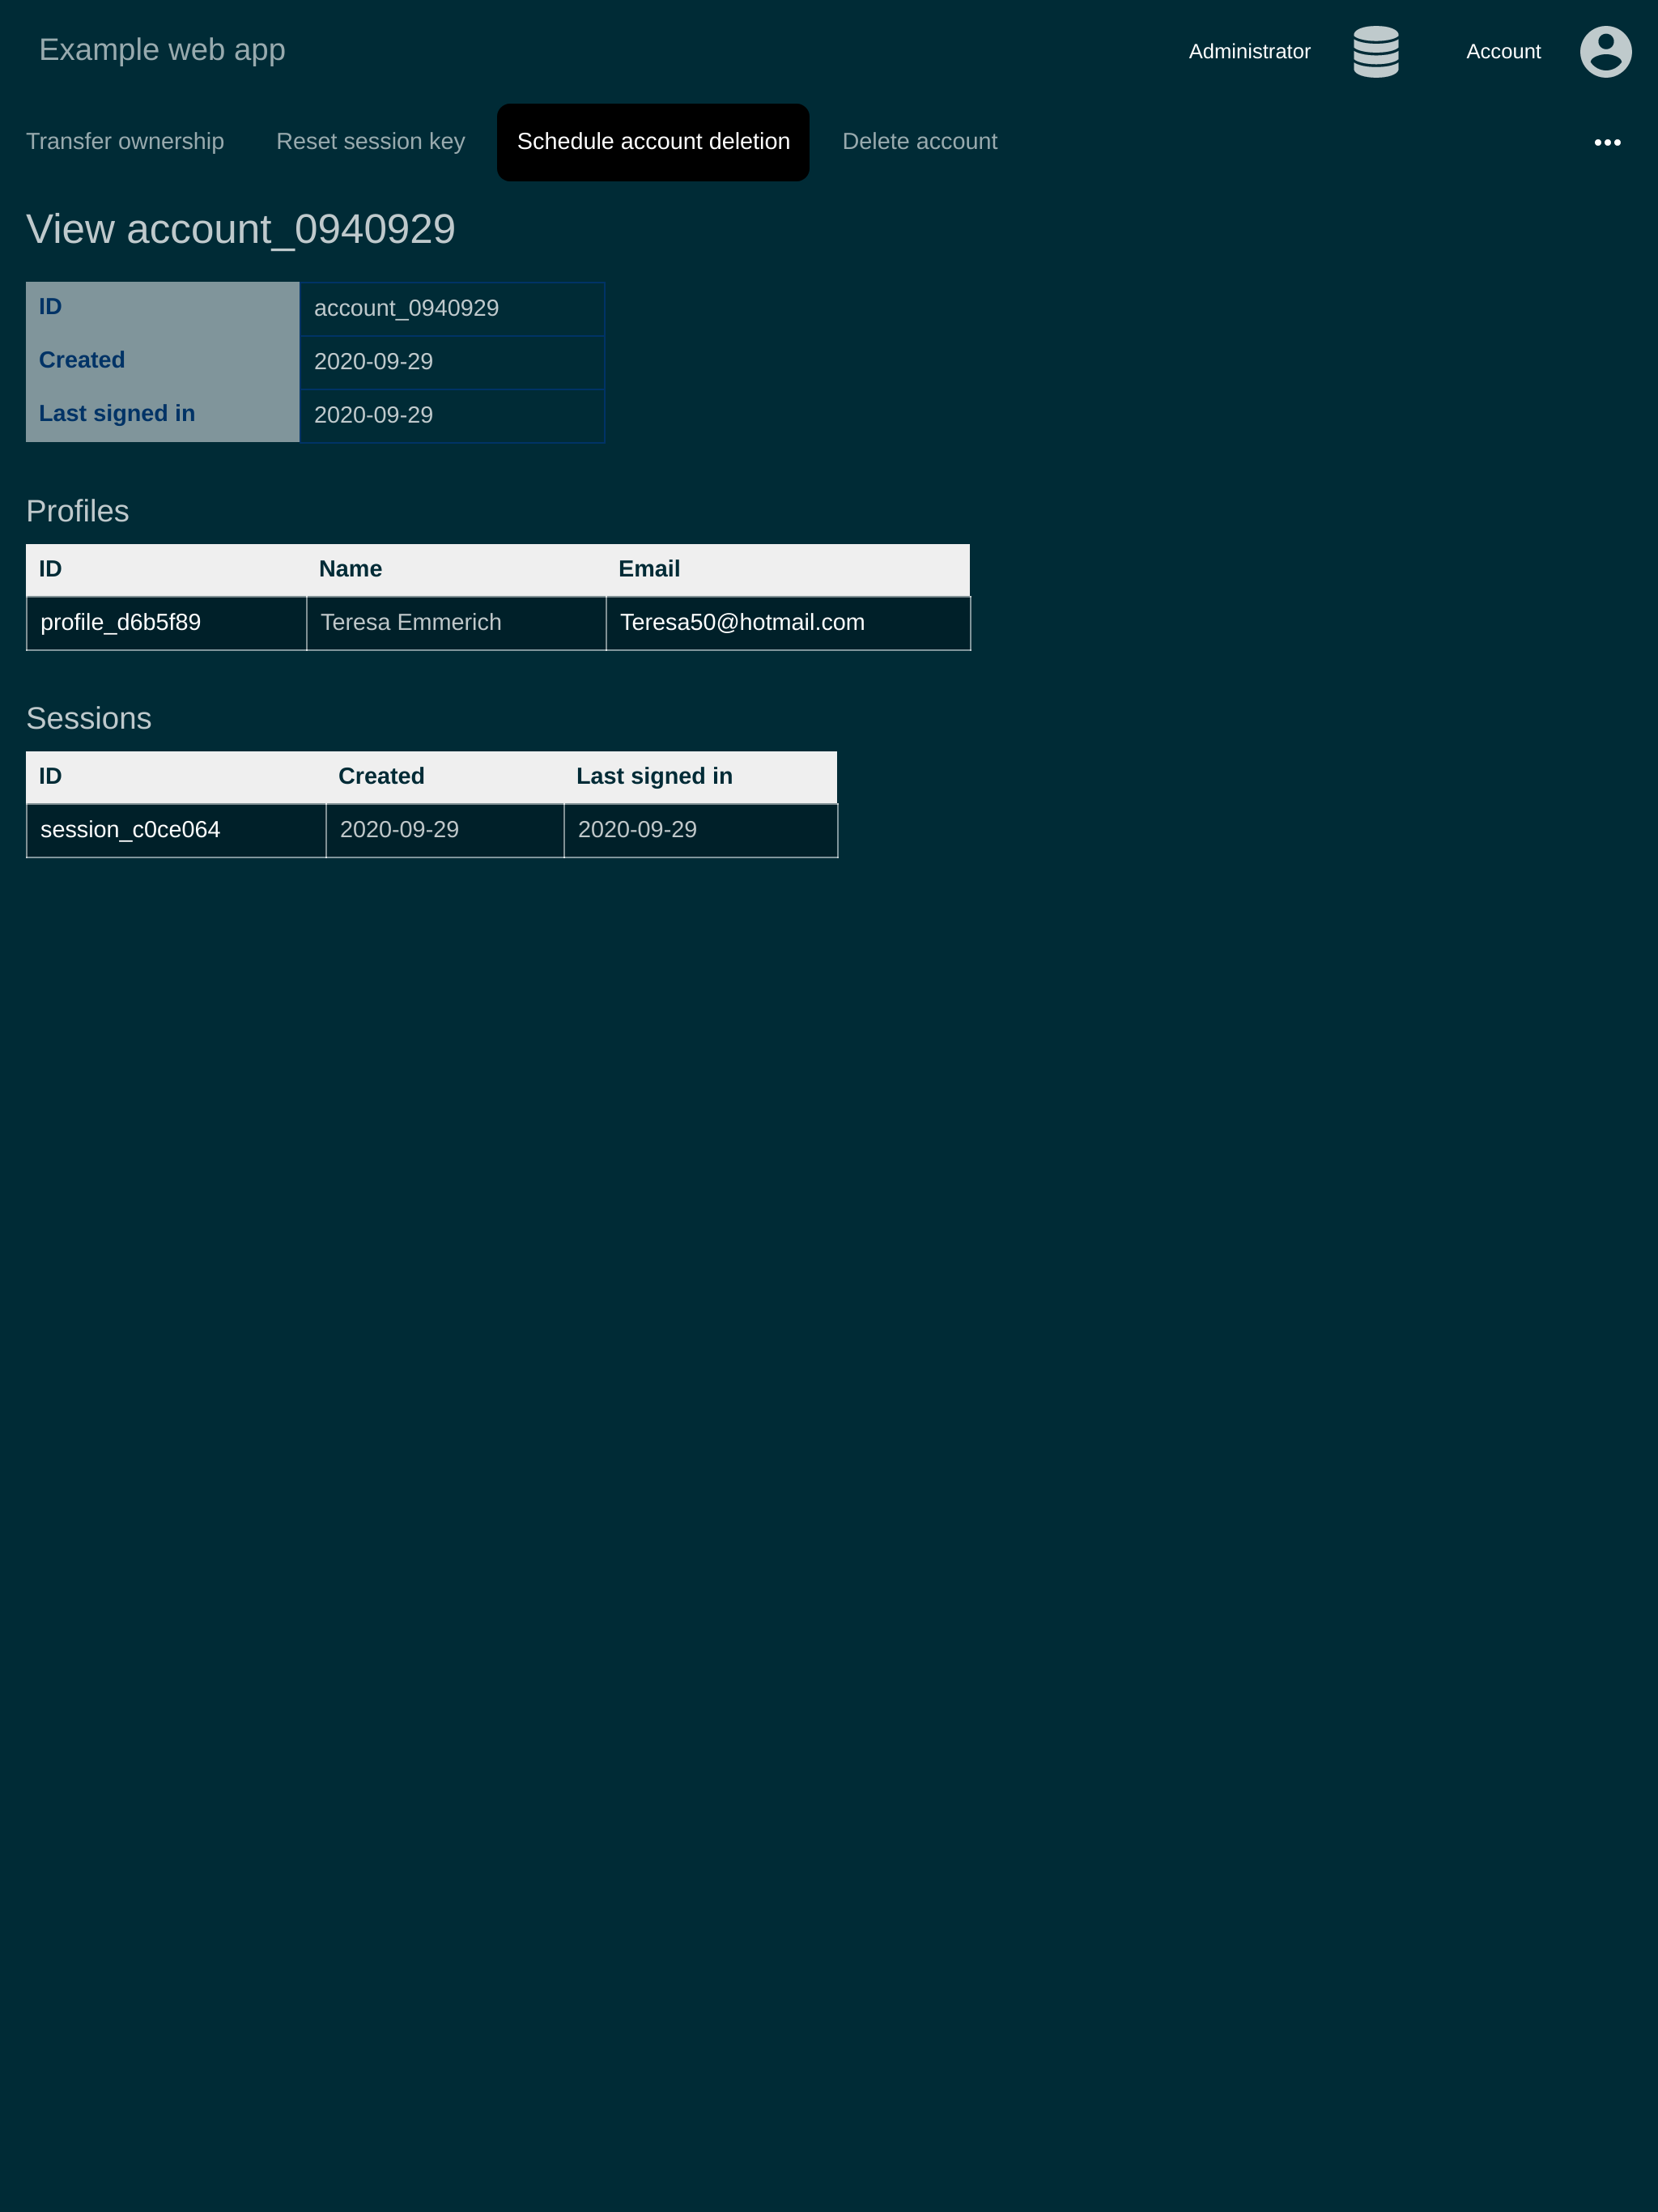 Example web app
Administrator
Account
Transfer ownership
Reset session key
Schedule account deletion
Delete account
View account_0940929
ID account_0940929
Created 2020-09-29
Last signed in 2020-09-29
Profiles
ID Name Email
profile_d6b5f89 Teresa Emmerich Teresa50@hotmail.com
Sessions
ID Created Last signed in
session_c0ce064 2020-09-29 2020-09-29